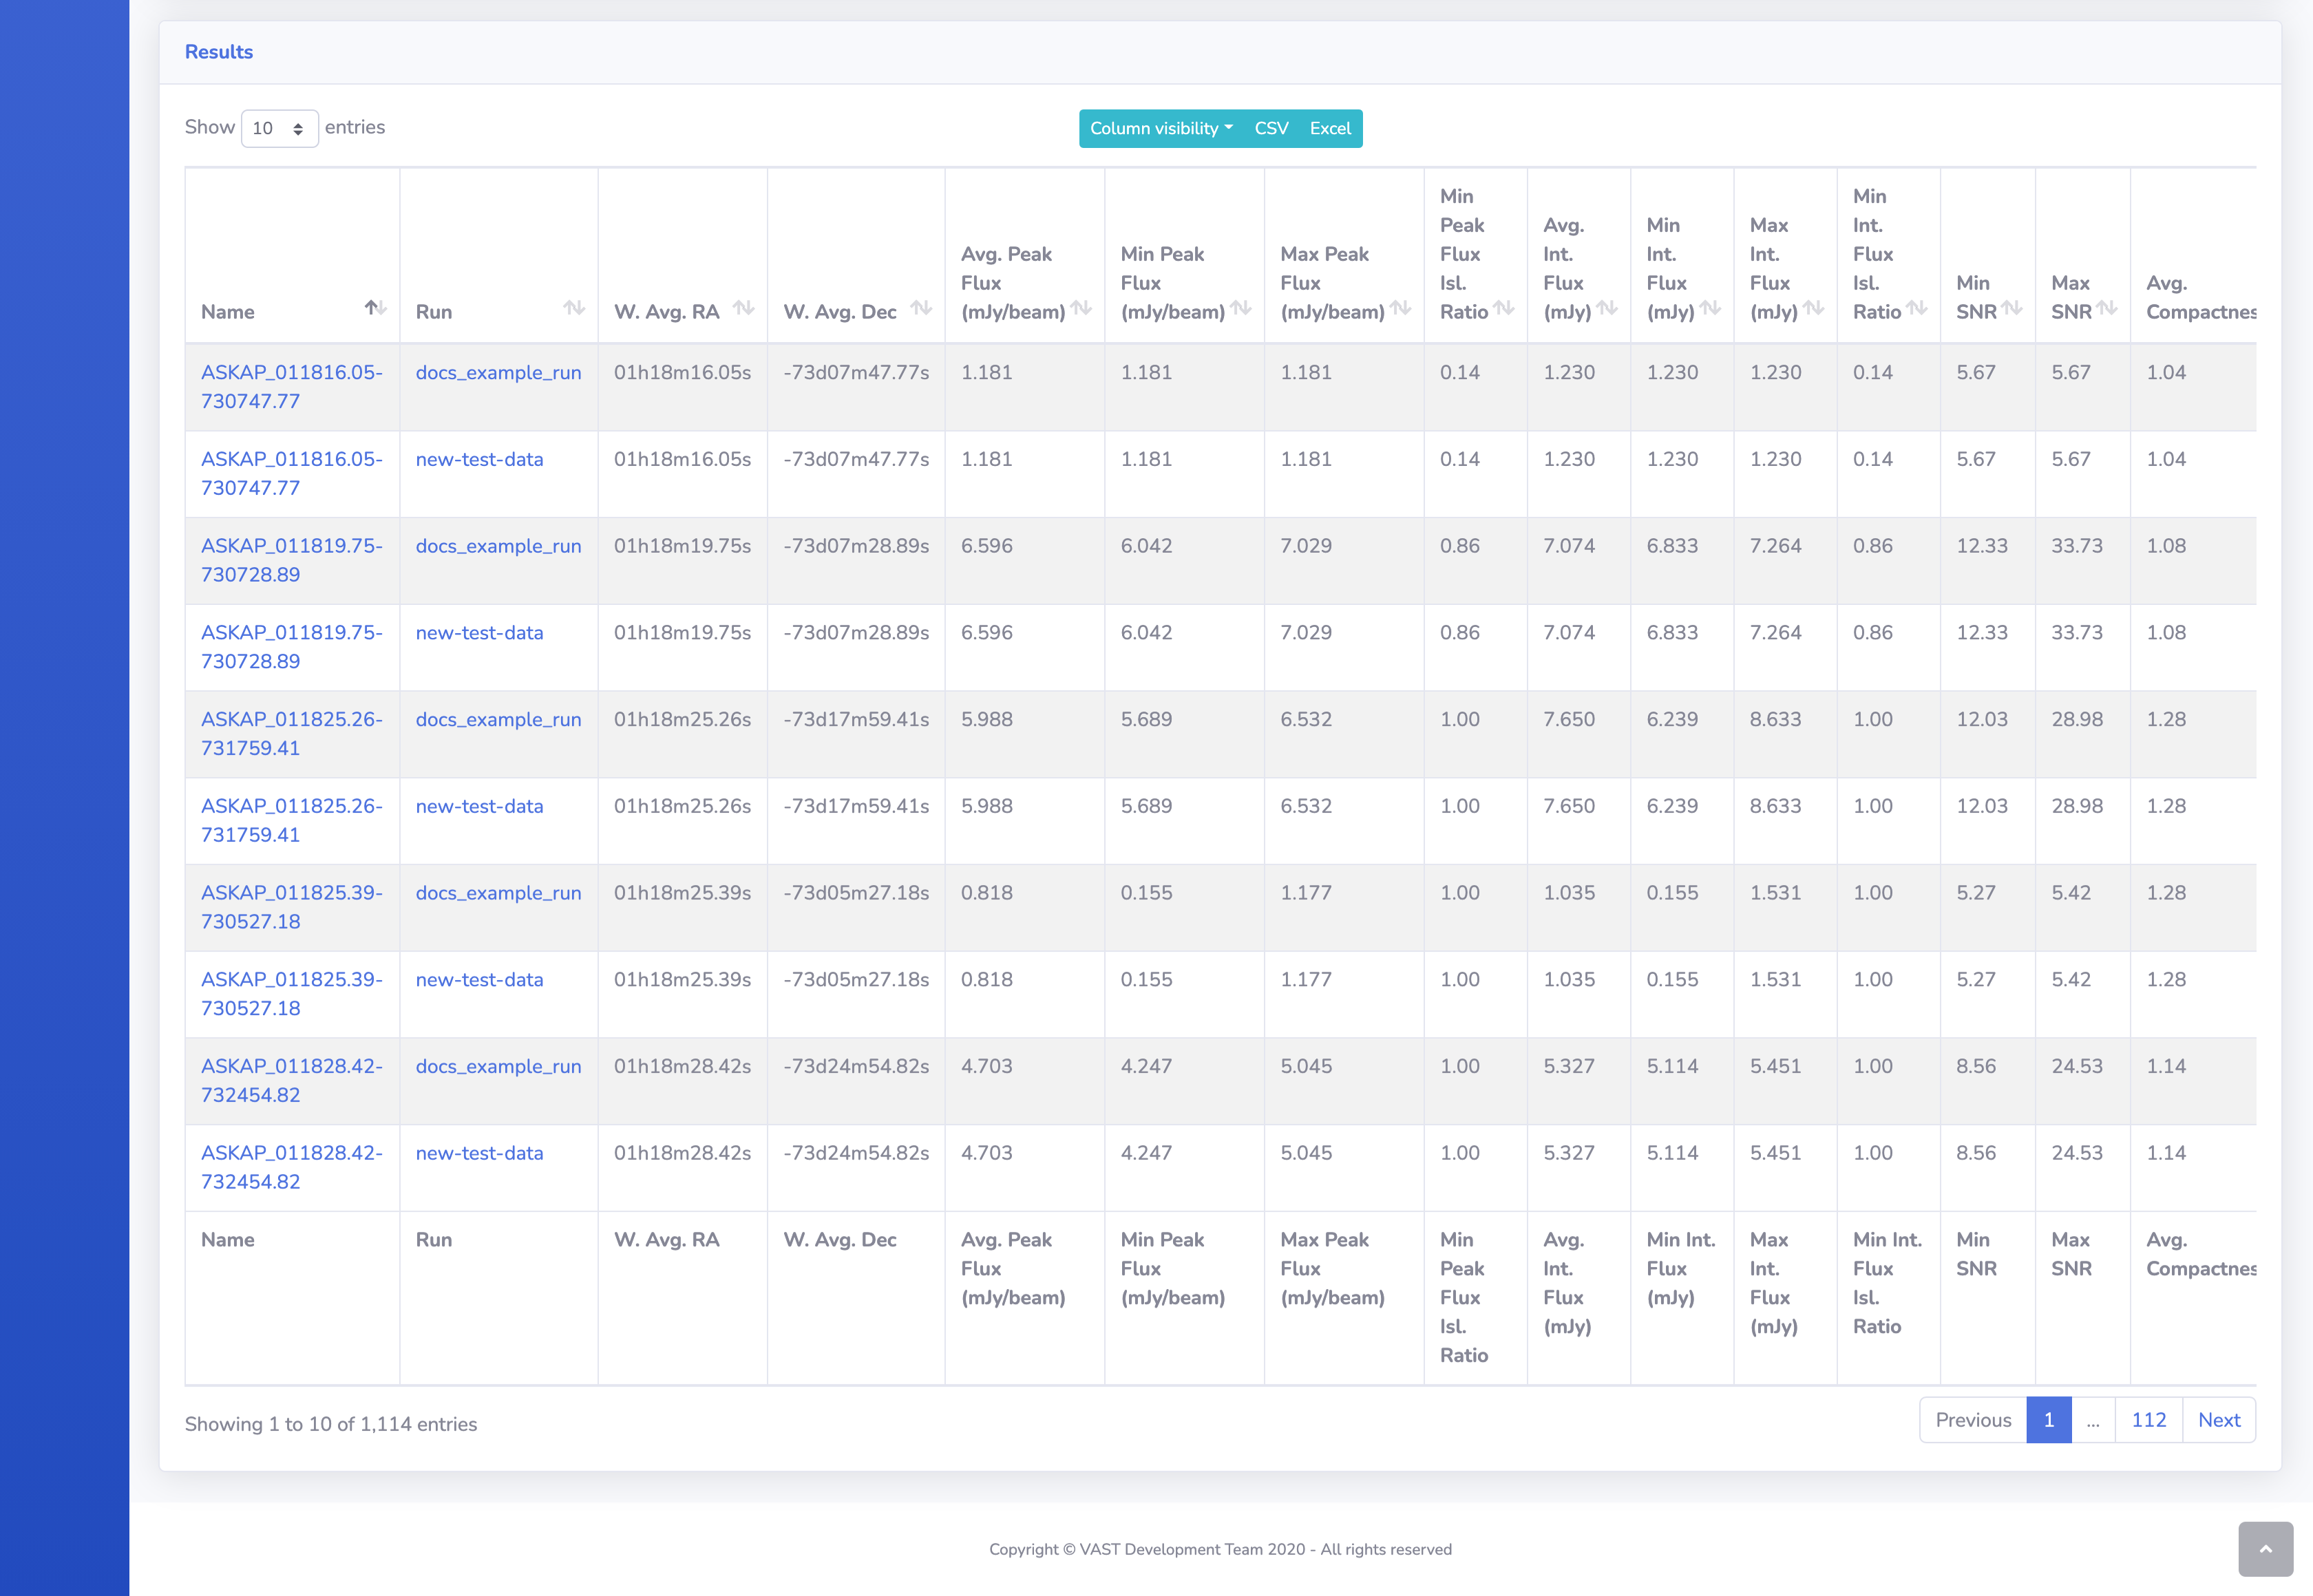 Results
Show 10 entries
Column visibility CSV Excel
Name Run W. Avg. RA W. Avg. Dec Avg. Peak Flux (mJy/beam) Min Peak Flux (mJy/beam) Max Peak Flux (mJy/beam) Min Peak Flux Isl. Ratio Avg. Int. Flux (mJy) Min Int. Flux (mJy) Max Int. Flux (mJy) Min Int. Flux Isl. Ratio Min SNR Max SNR Avg. Compactnes
ASKAP_011816.05- docs_example_run 01h18m16.05s -73d07m47.77s 1.181 1.181 1.181 0.14 1.230 1.230 1.230 0.14 5.67 5.67 1.04
730747.77
ASKAP_011816.05- new-test-data 01h18m16.05s -73d07m47.77s 1.181 1.181 1.181 0.14 1.230 1.230 1.230 0.14 5.67 5.67 1.04
730747.77
ASKAP_011819.75- docs_example_run 01h18m19.75s -73d07m28.89s 6.596 6.042 7.029 0.86 7.074 6.833 7.264 0.86 12.33 33.73 1.08
730728.89
ASKAP_011819.75- new-test-data 01h18m19.75s -73d07m28.89s 6.596 6.042 7.029 0.86 7.074 6.833 7.264 0.86 12.33 33.73 1.08
730728.89
ASKAP_011825.26- docs_example_run 01h18m25.26s -73d17m59.41s 5.988 5.689 6.532 1.00 7.650 6.239 8.633 1.00 12.03 28.98 1.28
731759.41
ASKAP_011825.26- new-test-data 01h18m25.26s -73d17m59.41s 5.988 5.689 6.532 1.00 7.650 6.239 8.633 1.00 12.03 28.98 1.28
731759.41
ASKAP_011825.39- docs_example_run 01h18m25.39s -73d05m27.18s 0.818 0.155 1.177 1.00 1.035 0.155 1.531 1.00 5.27 5.42 1.28
730527.18
ASKAP_011825.39- new-test-data 01h18m25.39s -73d05m27.18s 0.818 0.155 1.177 1.00 1.035 0.155 1.531 1.00 5.27 5.42 1.28
730527.18
ASKAP_011828.42- docs_example_run 01h18m28.42s -73d24m54.82s 4.703 4.247 5.045 1.00 5.327 5.114 5.451 1.00 8.56 24.53 1.14
732454.82
ASKAP_011828.42- new-test-data 01h18m28.42s -73d24m54.82s 4.703 4.247 5.045 1.00 5.327 5.114 5.451 1.00 8.56 24.53 1.14
732454.82
Name Run W. Avg. RA W. Avg. Dec Avg. Peak Flux (mJy/beam) Min Peak Flux (mJy/beam) Max Peak Flux (mJy/beam) Min Peak Flux Isl. Ratio Avg. Int. Flux (mJy) Min Int. Flux (mJy) Max Int. Flux (mJy) Min Int. Flux Isl. Ratio Min SNR Max SNR Avg. Compactnes
Showing 1 to 10 of 1,114 entries
Previous 1 ... 112 Next
Copyright © VAST Development Team 2020 - All rights reserved